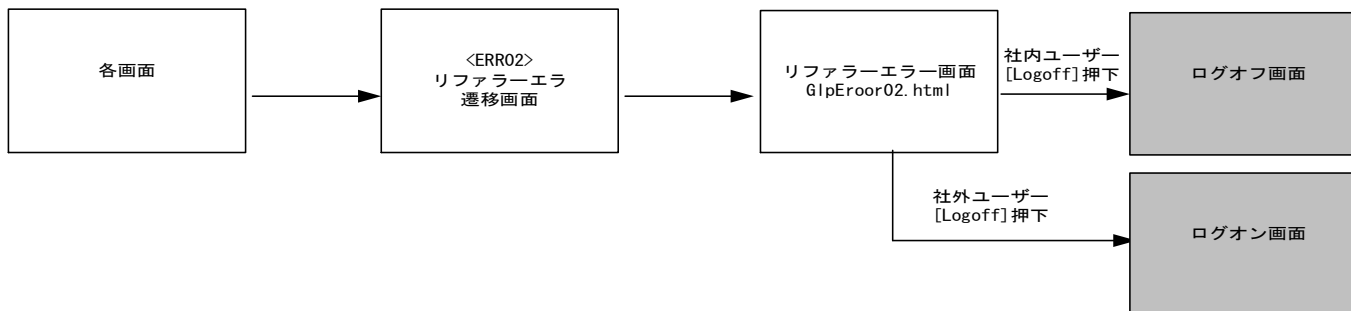 各画面
<ERR02>
リファラーエラ
遷移画面
リファラーエラー画面
GlpEroor02.html
社内ユーザー
[Logoff]押下
ログオフ画面
社外ユーザー
[Logoff]押下
ログオン画面